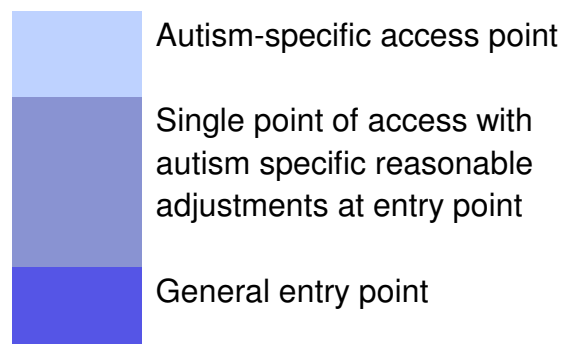 Autism-specific access point
Single point of access with
autism specific reasonable
adjustments at entry point
General entry point